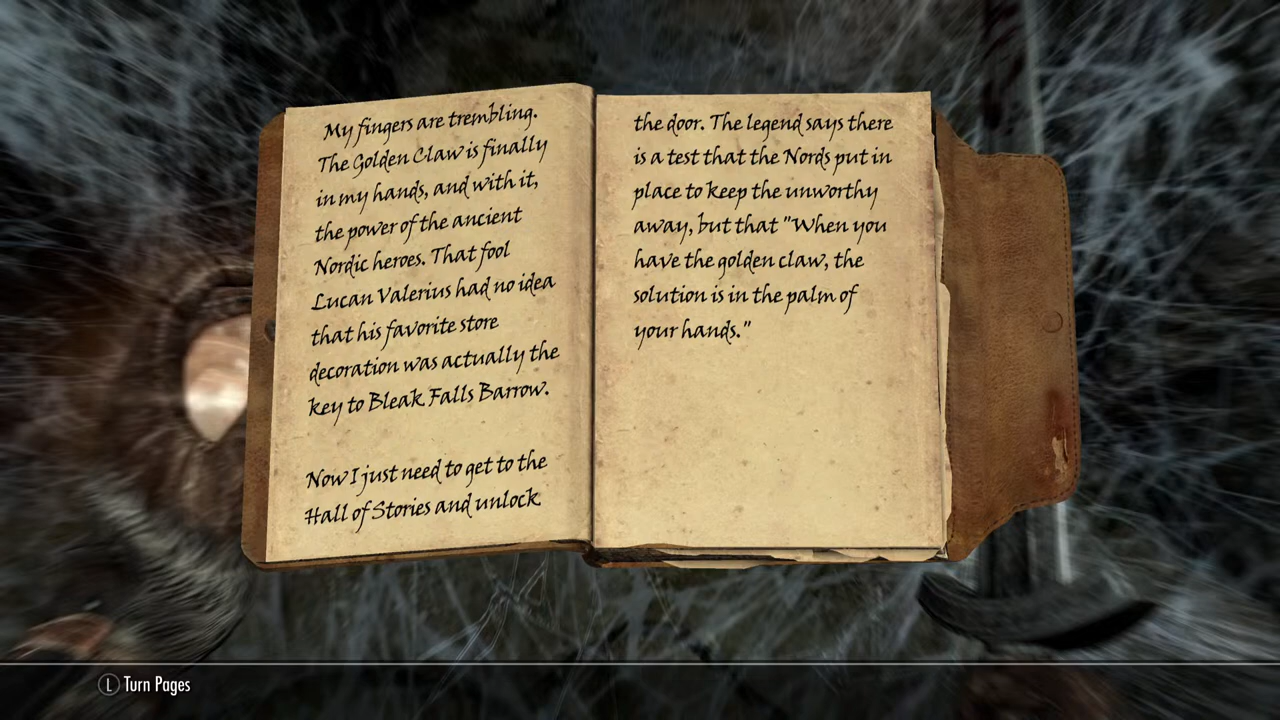 My fingers are trembling.
The Golden Claw is finally
in my hands, and with it,
the power of the ancient
Nordic heroes. That fool
Lucan Valerius had no idea
that his favorite store
decoration was actually the
key to Bleak Falls Barrow.
Now I just need to get to the
Hall of Stories and unlock
the door. The legend says there
is a test that the Nords put in
place to keep the unworthy
away, but that "When you
have the golden claw, the
solution is in the palm of
your hands."
L Turn Pages